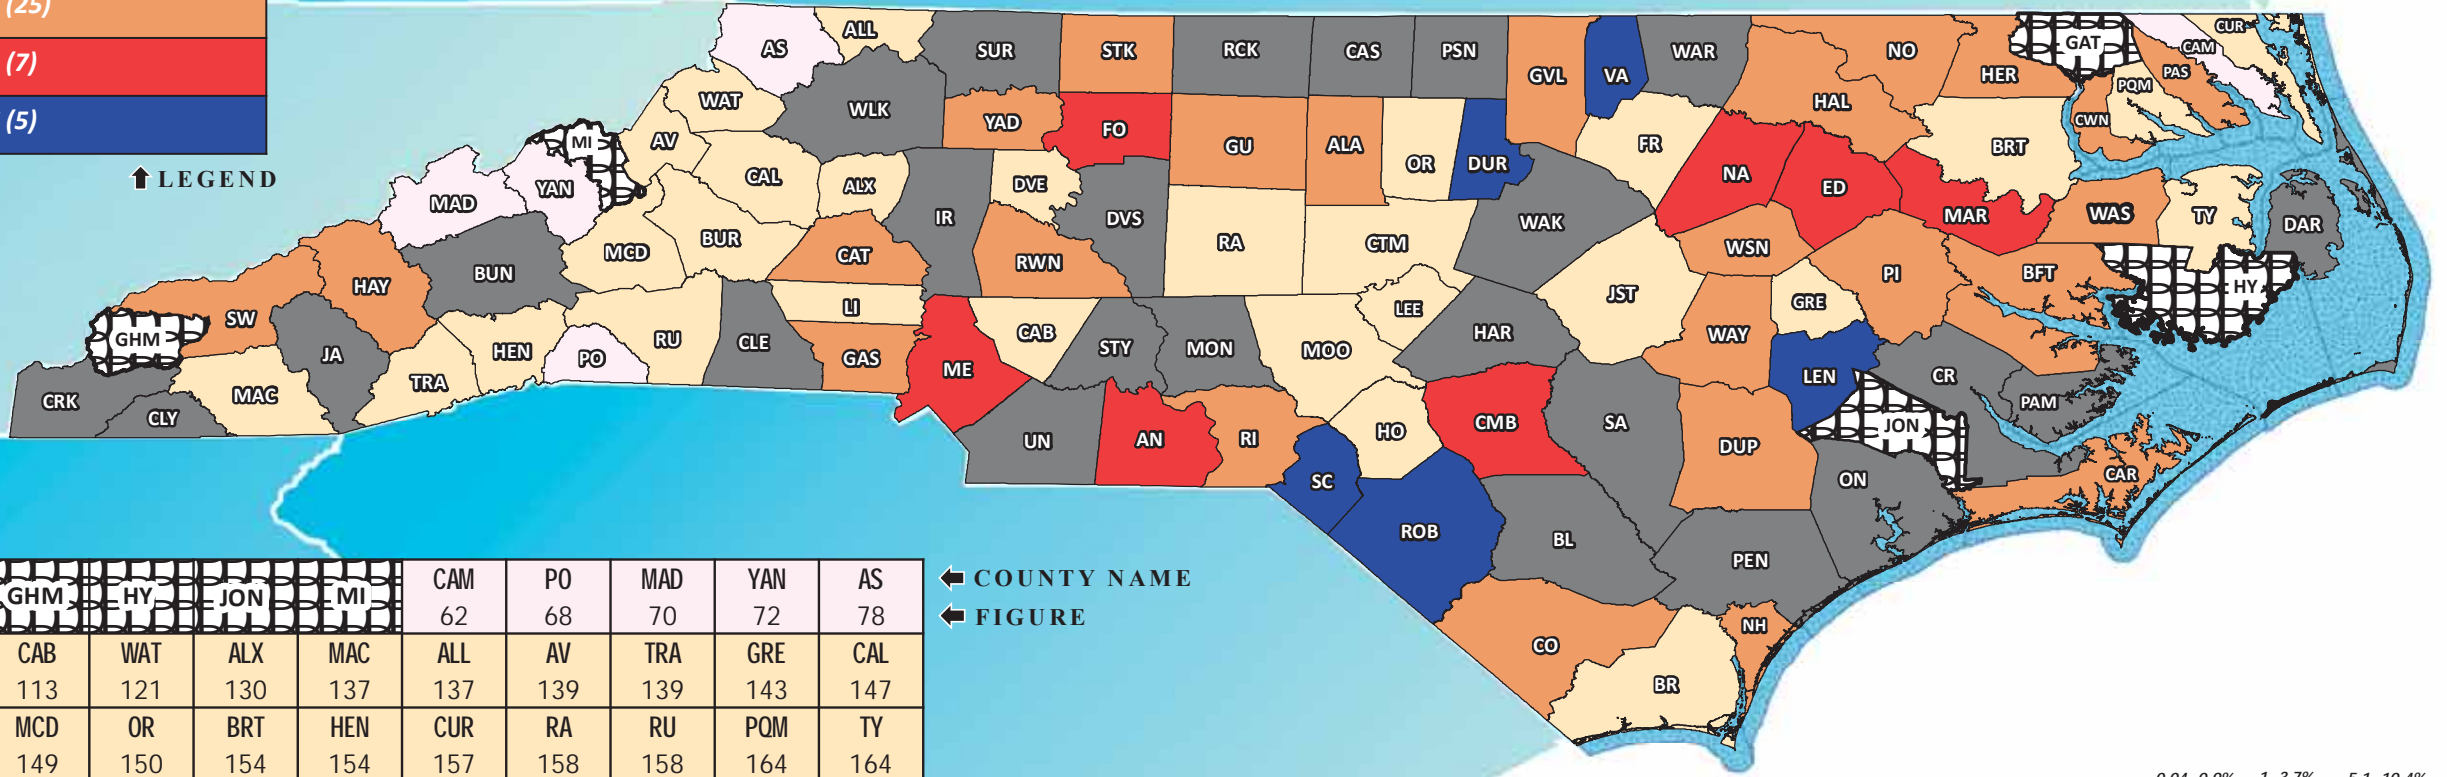 (25)
(7)
(5)
LEGEND
AS
ALL
SUR
STK
RCK
CAS
PSN
GVL
VA
WAR
NO
HER
GAT
CUR
CAM
PAS
PQM
CWN
WAT
WLK
YAD
FO
GU
ALA
OR
DUR
FR
HAL
BRT
MI
AV
CAL
ALX
DVE
NA
ED
MAR
WAS
TY
DAR
MAD
YAN
IR
DVS
RA
CTM
WAK
BUR
MCD
CAT
RWN
WSN
PI
BFT
HY
BUN
HAY
SW
GHM
JA
LI
CAB
LEE
JST
GRE
HEN
PO
RU
CLE
GAS
ME
STY
MON
MOO
HAR
WAY
LEN
CR
PAM
CRK
CLY
MAC
TRA
UN
AN
RI
HO
CMB
SA
DUP
JON
CAR
SC
ROB
BL
PEN
ON
CO
BR
NH
GHM HY JON MI CAM PO MAD YAN AS
62 68 70 72 78
CAB WAT ALX MAC ALL AV TRA GRE CAL
113 121 130 137 137 139 139 143 147
MCD OR BRT HEN CUR RA RU PQM TY
149 150 154 154 157 158 158 164 164
COUNTY NAME
FIGURE